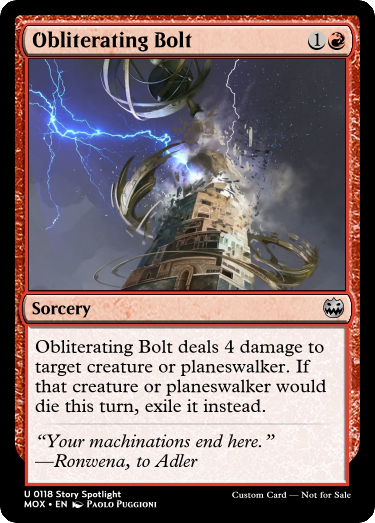 Obliterating Bolt 1
Sorcery
Obliterating Bolt deals 4 damage to
target creature or planeswalker. If
that creature or planeswalker would
die this turn, exile it instead.
“Your machinations end here.”
—Ronwena, to Adler
U 0118 Story Spotlight
MOX • EN Paolo Puggioni
Custom Card — Not for Sale